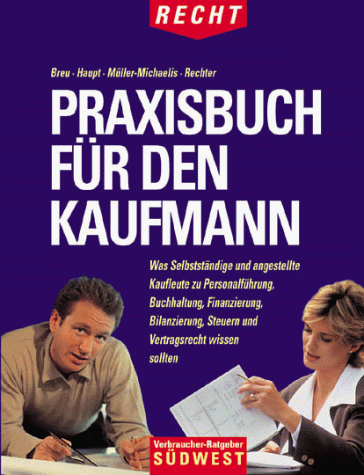 RECHT
Breu · Haupt · Müller-Michaelis · Rechter
PRAXISBUCH
FÜR DEN
KAUFMANN
Was Selbstständige und angestellte
Kaufleute zu Personalführung,
Buchhaltung, Finanzierung,
Bilanzierung, Steuern und
Vertragsrecht wissen
sollten
Verbraucher-Ratgeber
SÜDWEST